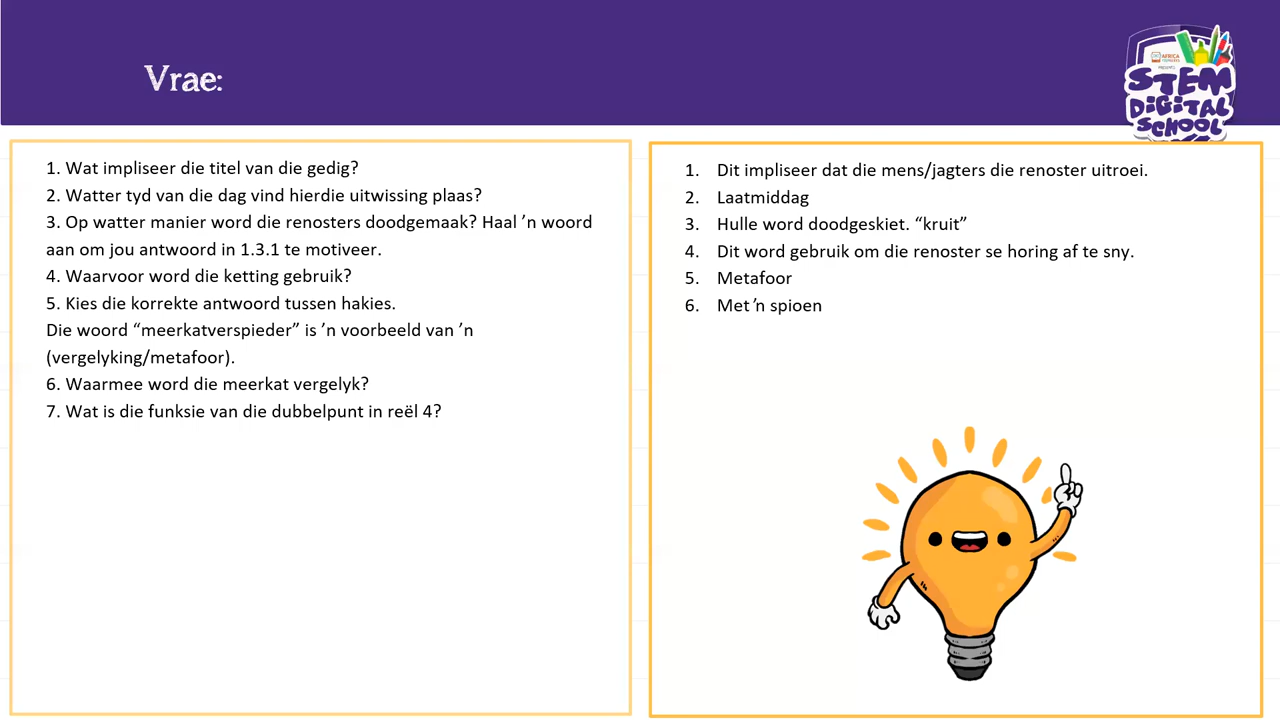 Vrae:
AFRICA
STEM
DIGITAL
SCHOOL
1. Wat impliseer die titel van die gedig?
2. Watter tyd van die dag vind hierdie uitwissing plaas?
3. Op watter manier word die renosters doodgemaak? Haal ’n woord
aan om jou antwoord in 1.3.1 te motiveer.
4. Waarvoor word die ketting gebruik?
5. Kies die korrekte antwoord tussen hakies.
Die woord “meerkatverspieder” is ’n voorbeeld van ’n
(vergelyking/metafoor).
6. Waarmee word die meerkat vergelyk?
7. Wat is die funksie van die dubbelpunt in reël 4?
1. Dit impliseer dat die mens/jagters die renoster uitroei.
2. Laatmiddag
3. Hulle word doodgeskiet. “kruit”
4. Dit word gebruik om die renoster se horing af te sny.
5. Metafoor
6. Met ’n spioen